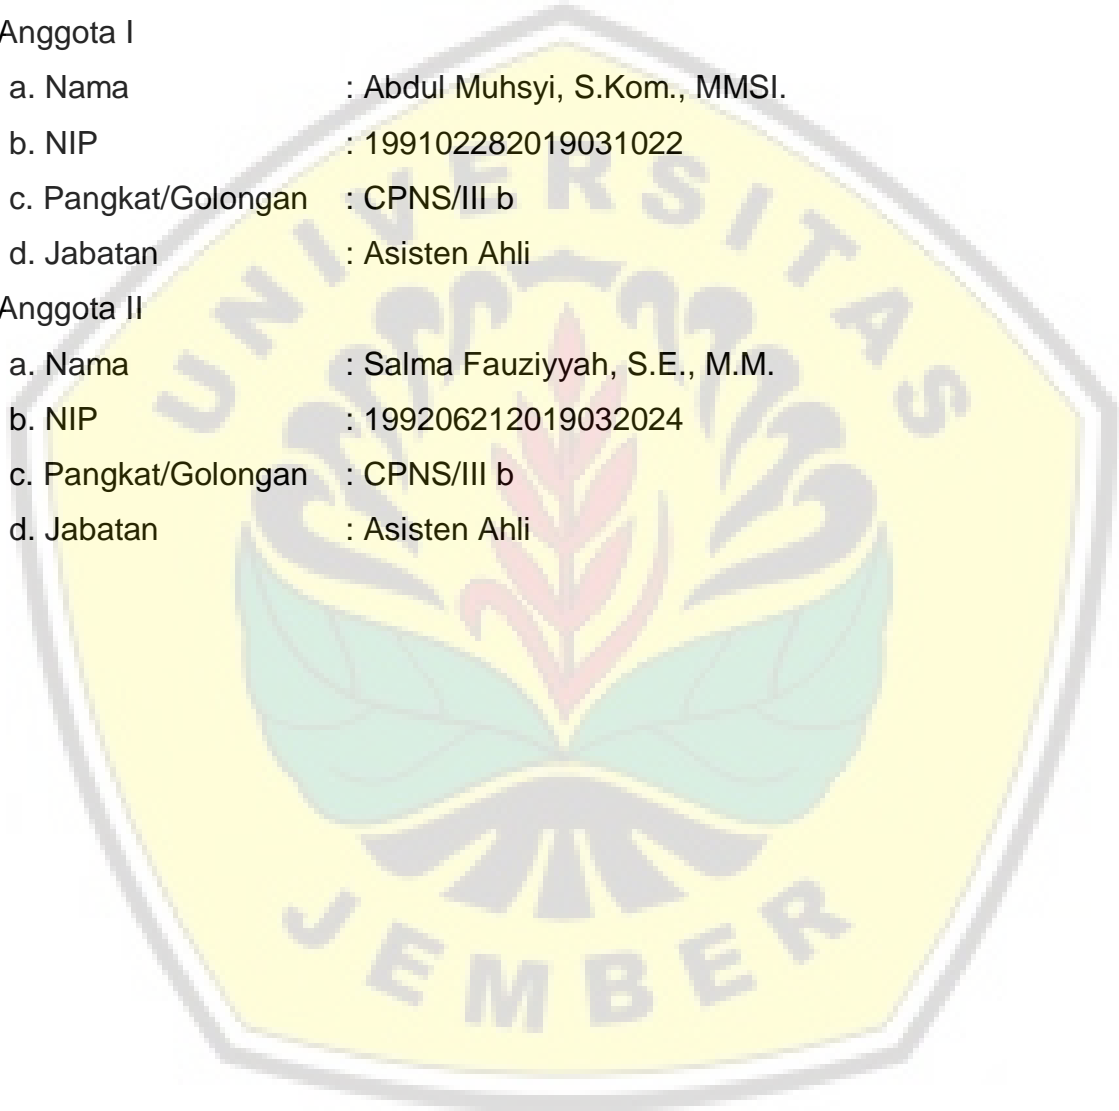 Anggota I
a. Nama : Abdul Muhsyi, S.Kom., MMSI.
b. NIP : 199102282019031022
c. Pangkat/Golongan : CPNS/III b
d. Jabatan : Asisten Ahli
Anggota II
a. Nama : Salma Fauziyyah, S.E., M.M.
b. NIP : 199206212019032024
c. Pangkat/Golongan : CPNS/III b
d. Jabatan : Asisten Ahli
UNIVERSITAS
JEMBER